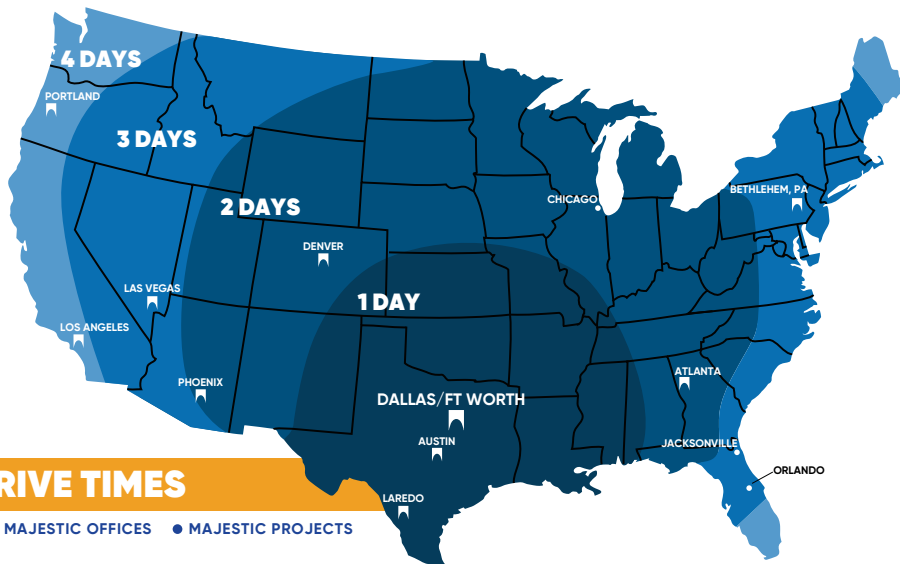 4 DAYS
PORTLAND
3 DAYS
CHICAGO
BETHLEHEM, PA
2 DAYS
DENVER
LAS VEGAS
1 DAY
LOS ANGELES
PHOENIX
ATLANTA
DALLAS/FT WORTH
AUSTIN
JACKSONVILLE
ORLANDO
RIVE TIMES
LAREDO
MAJESTIC OFFICES
MAJESTIC PROJECTS